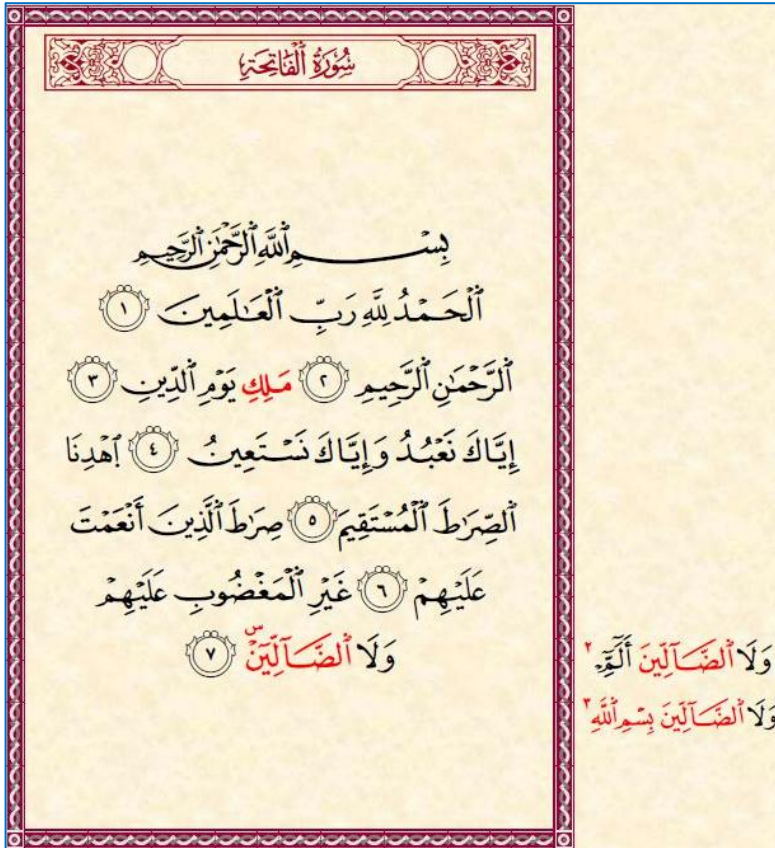 سُورَةُ ٱلْفَاتِحَةِ
بِسْمِ ٱللَّهِ ٱلرَّحْمَٰنِ ٱلرَّحِيمِ
ٱلْحَمْدُ لِلَّهِ رَبِّ ٱلْعَٰلَمِينَ ١
ٱلرَّحْمَٰنِ ٱلرَّحِيمِ ٢ مَلِكِ يَوْمِ ٱلدِّينِ ٣
إِيَّاكَ نَعْبُدُ وَإِيَّاكَ نَسْتَعِينُ ٤ ٱهْدِنَا
ٱلصِّرَٰطَ ٱلْمُسْتَقِيمَ ٥ صِرَٰطَ ٱلَّذِينَ أَنْعَمْتَ
عَلَيْهِمْ ٦ غَيْرِ ٱلْمَغْضُوبِ عَلَيْهِمْ
وَلَا ٱلضَّآلِّينَۜ ٧
وَلَا ٱلضَّآلِّينَ أَلَٓمِّٓۚ ٢
وَلَا ٱلضَّآلِّينَ بِسْمِ ٱللَّهِ ٣